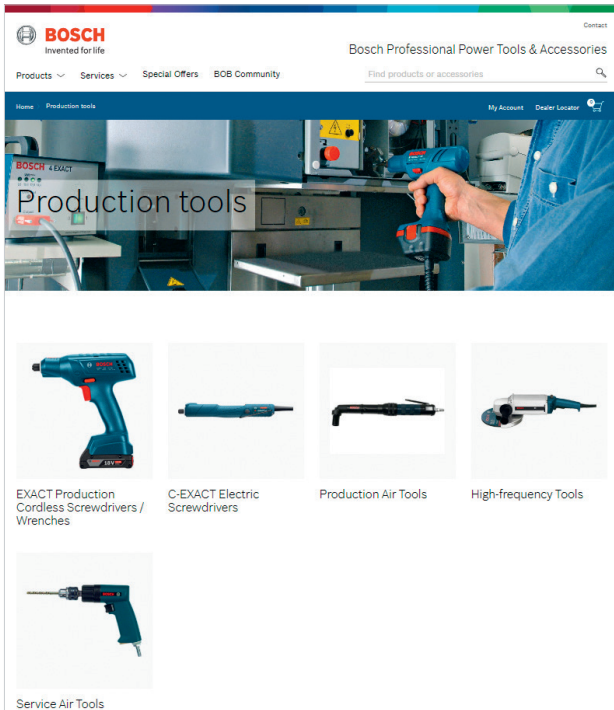 Contact
BOSCH
Invented for life
Bosch Professional Power Tools & Accessories
Products Services Special Offers BOB Community
Find products or accessories
Home Production tools
My Account Dealer Locator 0
BOSCH 4-EXACT
Production tools
18V
EXACT Production
Cordless Screwdrivers /
Wrenches
C-EXACT Electric
Screwdrivers
Production Air Tools
High-frequency Tools
Service Air Tools